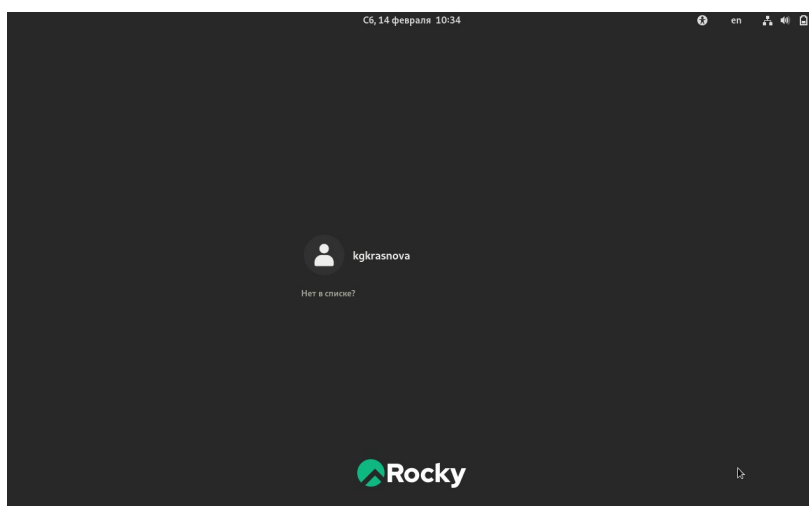 Сб, 14 февраля 10:34
en
kgkrasnova
Нет в списке?
Rocky